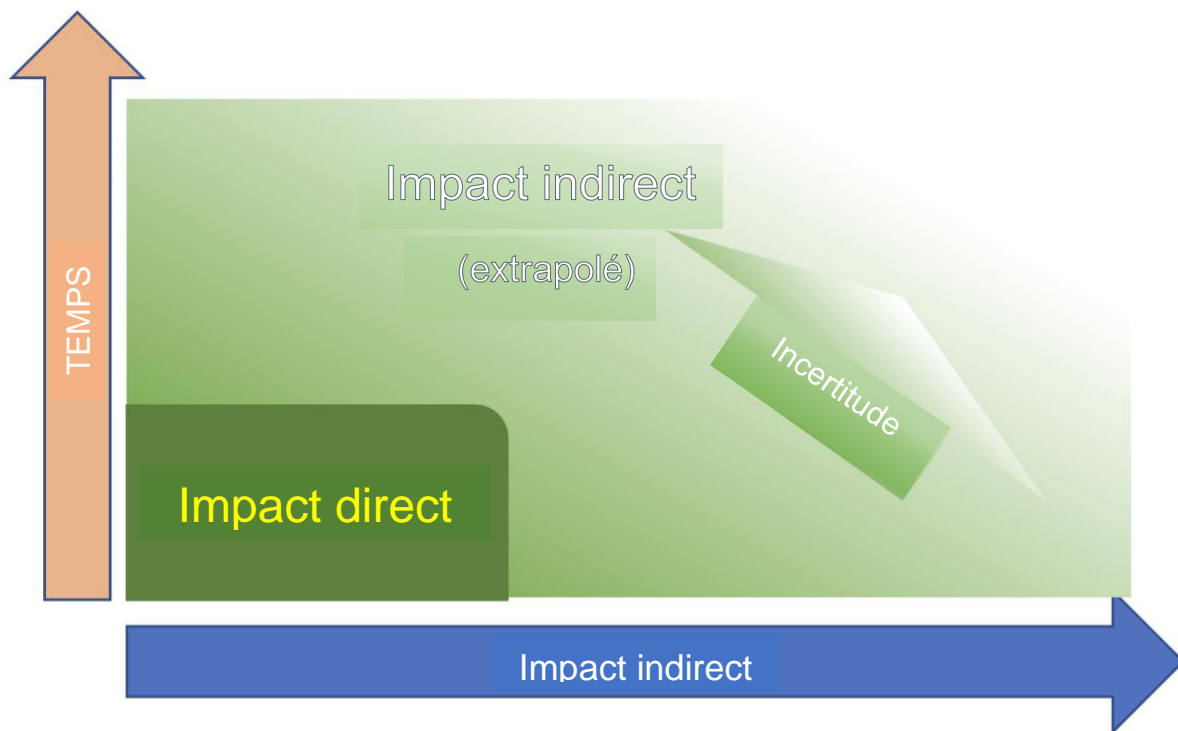 Impact indirect
(extrapolé)
TEMPS
Incertitude
Impact direct
Impact indirect